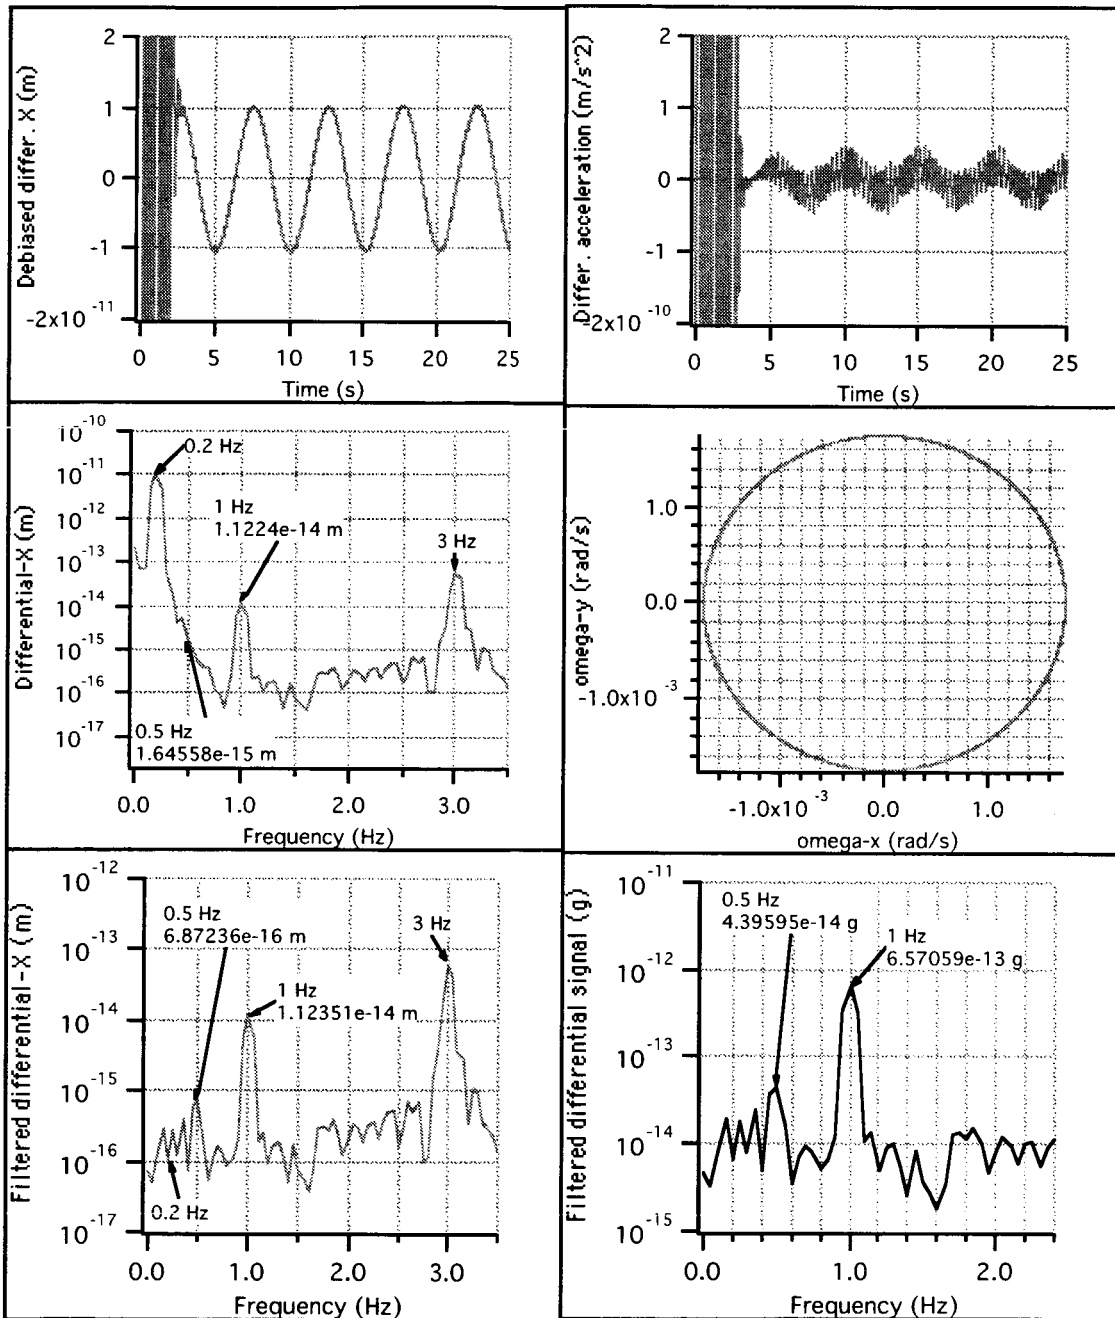 Debiased differ. X (m)
2
1
0
-1
-2x10 -11
0 5 10 15 20 25
Time (s)
Differ. acceleration (m/s^2)
2
1
0
-1
-2x10 -10
0 5 10 15 20 25
Time (s)
Differential-X (m)
10 -10
10 -11
10 -12
10 -13
10 -14
10 -15
10 -16
10 -17
0.2 Hz
1 Hz
1.1224e-14 m
3 Hz
0.5 Hz
1.64558e-15 m
0.0 1.0 2.0 3.0
Frequency (Hz)
omega-y (rad/s)
1.0
0.0
-1.0x10 -3
-1.0x10 -3 0.0 1.0
omega-x (rad/s)
Filtered differential-X (m)
10 -12
10 -13
10 -14
10 -15
10 -16
10 -17
0.5 Hz
6.87236e-16 m
3 Hz
1 Hz
1.12351e-14 m
0.2 Hz
0.0 1.0 2.0 3.0
Frequency (Hz)
Filtered differential signal (g)
10 -11
10 -12
10 -13
10 -14
10 -15
0.5 Hz
4.39595e-14 g
1 Hz
6.57059e-13 g
0.0 1.0 2.0
Frequency (Hz)